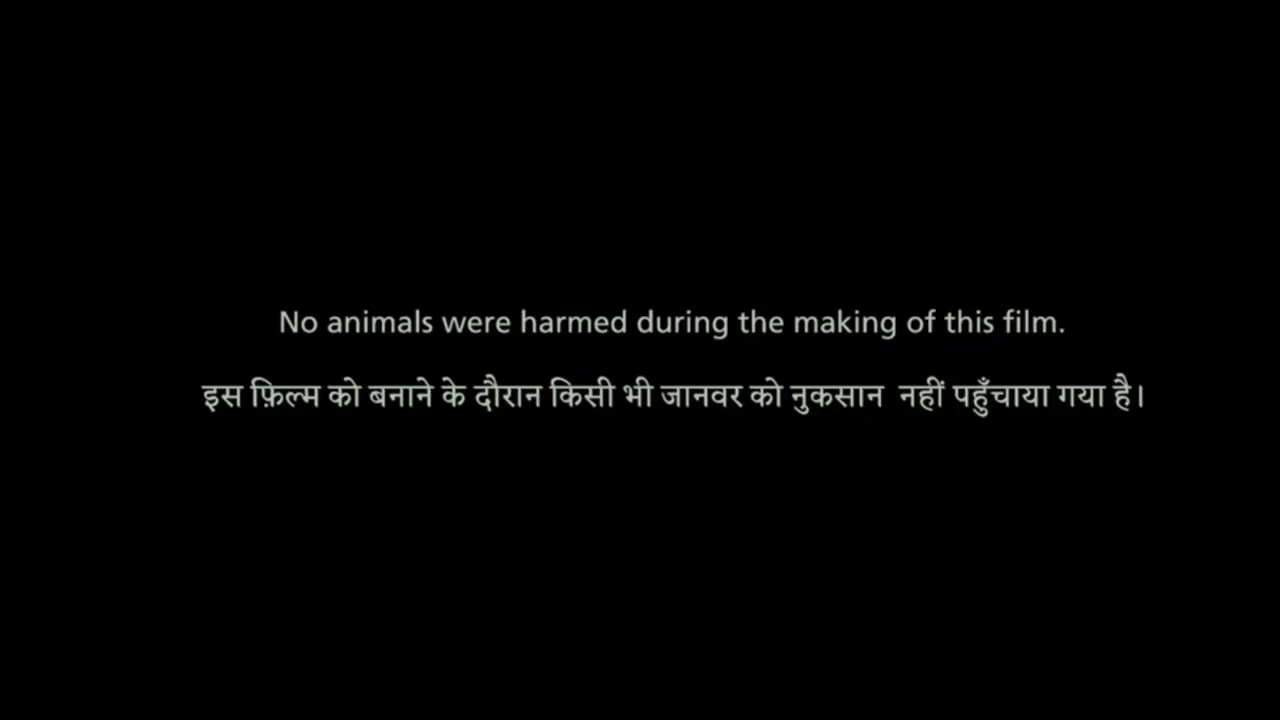 No animals were harmed during the making of this film.
इस फ़िल्म को बनाने के दौरान किसी भी जानवर को नुकसान नहीं पहुँचाया गया है।